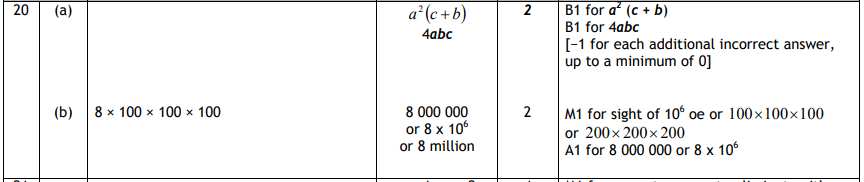 20 (a) a² (c + b) 2 B1 for a² (c + b)
4abc B1 for 4abc
[−1 for each additional incorrect answer,
up to a minimum of 0]
(b) 8 × 100 × 100 × 100 8 000 000 2 M1 for sight of 10⁶ oe or 100×100×100
or 8 x 10⁶ or 200×200×200
or 8 million A1 for 8 000 000 or 8 x 10⁶